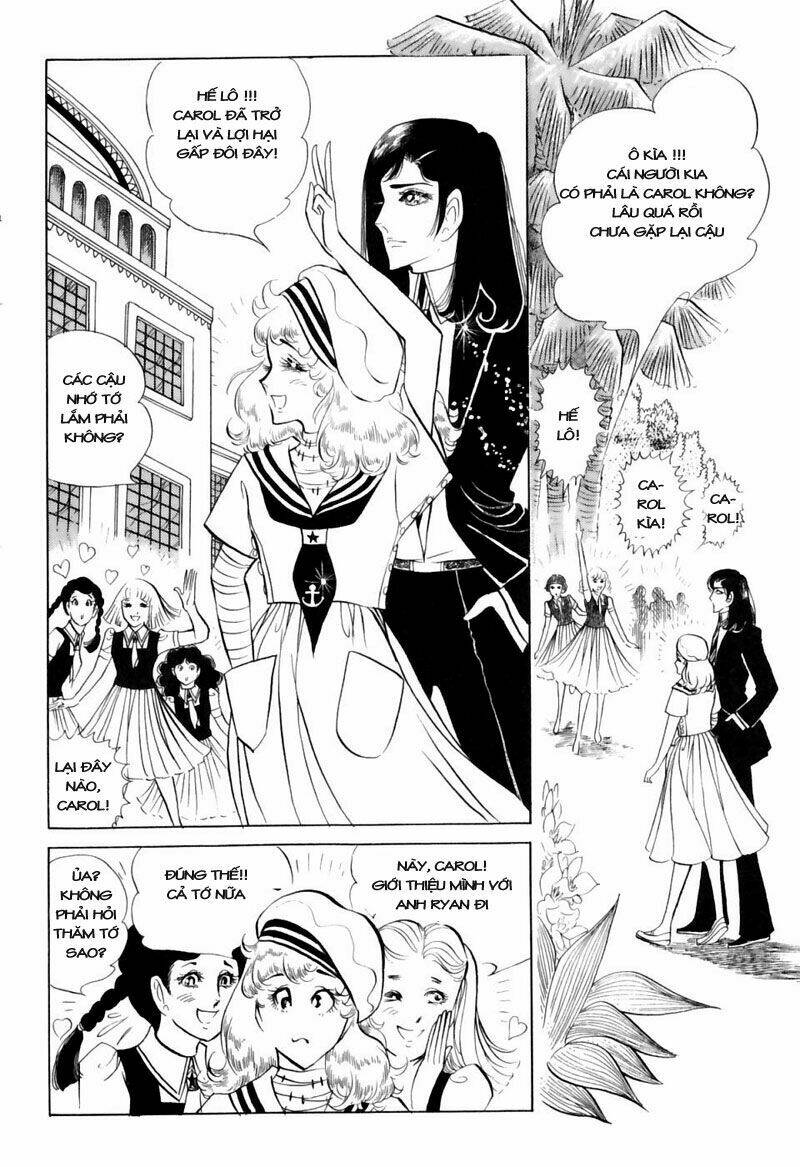 Ô KÌA !!!
CÁI NGƯỜI KIA
CÓ PHẢI LÀ CAROL KHÔNG?
LÂU QUÁ RỒI
CHƯA GẶP LẠI CẬU
HẾ
LÔ!
CA-
ROL
KÌA!
CA-
ROL!
HẾ LÔ !!!
CAROL ĐÃ TRỞ
LẠI VÀ LỢI HẠI
GẤP ĐÔI ĐÂY!
CÁC CẬU
NHỚ TỚ
LẮM PHẢI
KHÔNG?
LẠI ĐÂY
NÀO,
CAROL!
NÀY, CAROL!
GIỚI THIỆU MÌNH VỚI
ANH RYAN ĐI
ĐÚNG THẾ!!
CẢ TỚ NỮA
ỦA?
KHÔNG
PHẢI HỎI
THĂM TỚ
SAO?